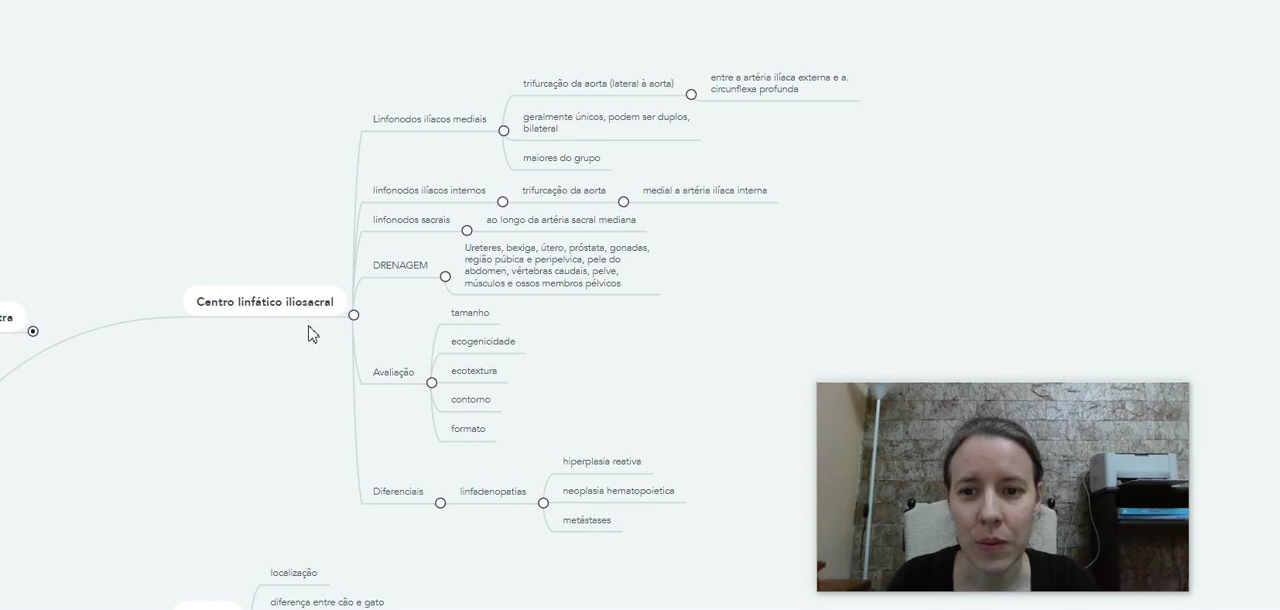 trifurcação da aorta (lateral à aorta)
entre a artéria ilíaca externa e a.
circunflexa profunda
Linfonodos ilíacos mediais
geralmente únicos, podem ser duplos,
bilateral
maiores do grupo
linfonodos ilíacos internos
trifurcação da aorta
medial a artéria ilíaca interna
linfonodos sacrais
ao longo da artéria sacral mediana
DRENAGEM
Ureteres, bexiga, útero, próstata, gonadas,
região púbica e peripelvica, pele do
abdomen, vértebras caudais, pelve,
músculos e ossos membros pélvicos
Centro linfático iliosacral
tra
tamanho
ecogenicidade
Avaliação
ecotextura
contorno
formato
Diferenciais
linfadenopatias
hiperplasia reativa
neoplasia hematopoietica
metástases
localização
diferença entre cão e gato